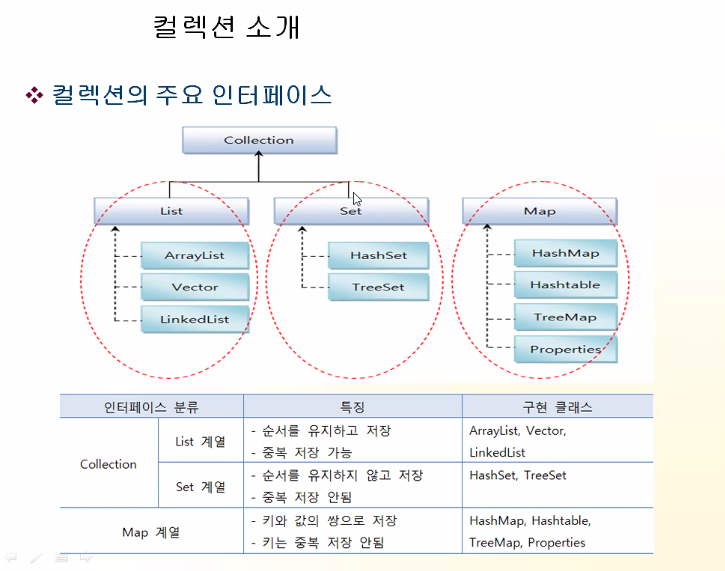 컬렉션 소개
❖ 컬렉션의 주요 인터페이스
Collection
List
Set
Map
ArrayList
Vector
LinkedList
HashSet
TreeSet
HashMap
Hashtable
TreeMap
Properties
인터페이스 분류 특징 구현 클래스
Collection
List 계열
- 순서를 유지하고 저장
- 중복 저장 가능
ArrayList, Vector,
LinkedList
Set 계열
- 순서를 유지하지 않고 저장
- 중복 저장 안됨
HashSet, TreeSet
Map 계열
- 키와 값의 쌍으로 저장
- 키는 중복 저장 안됨
HashMap, Hashtable,
TreeMap, Properties